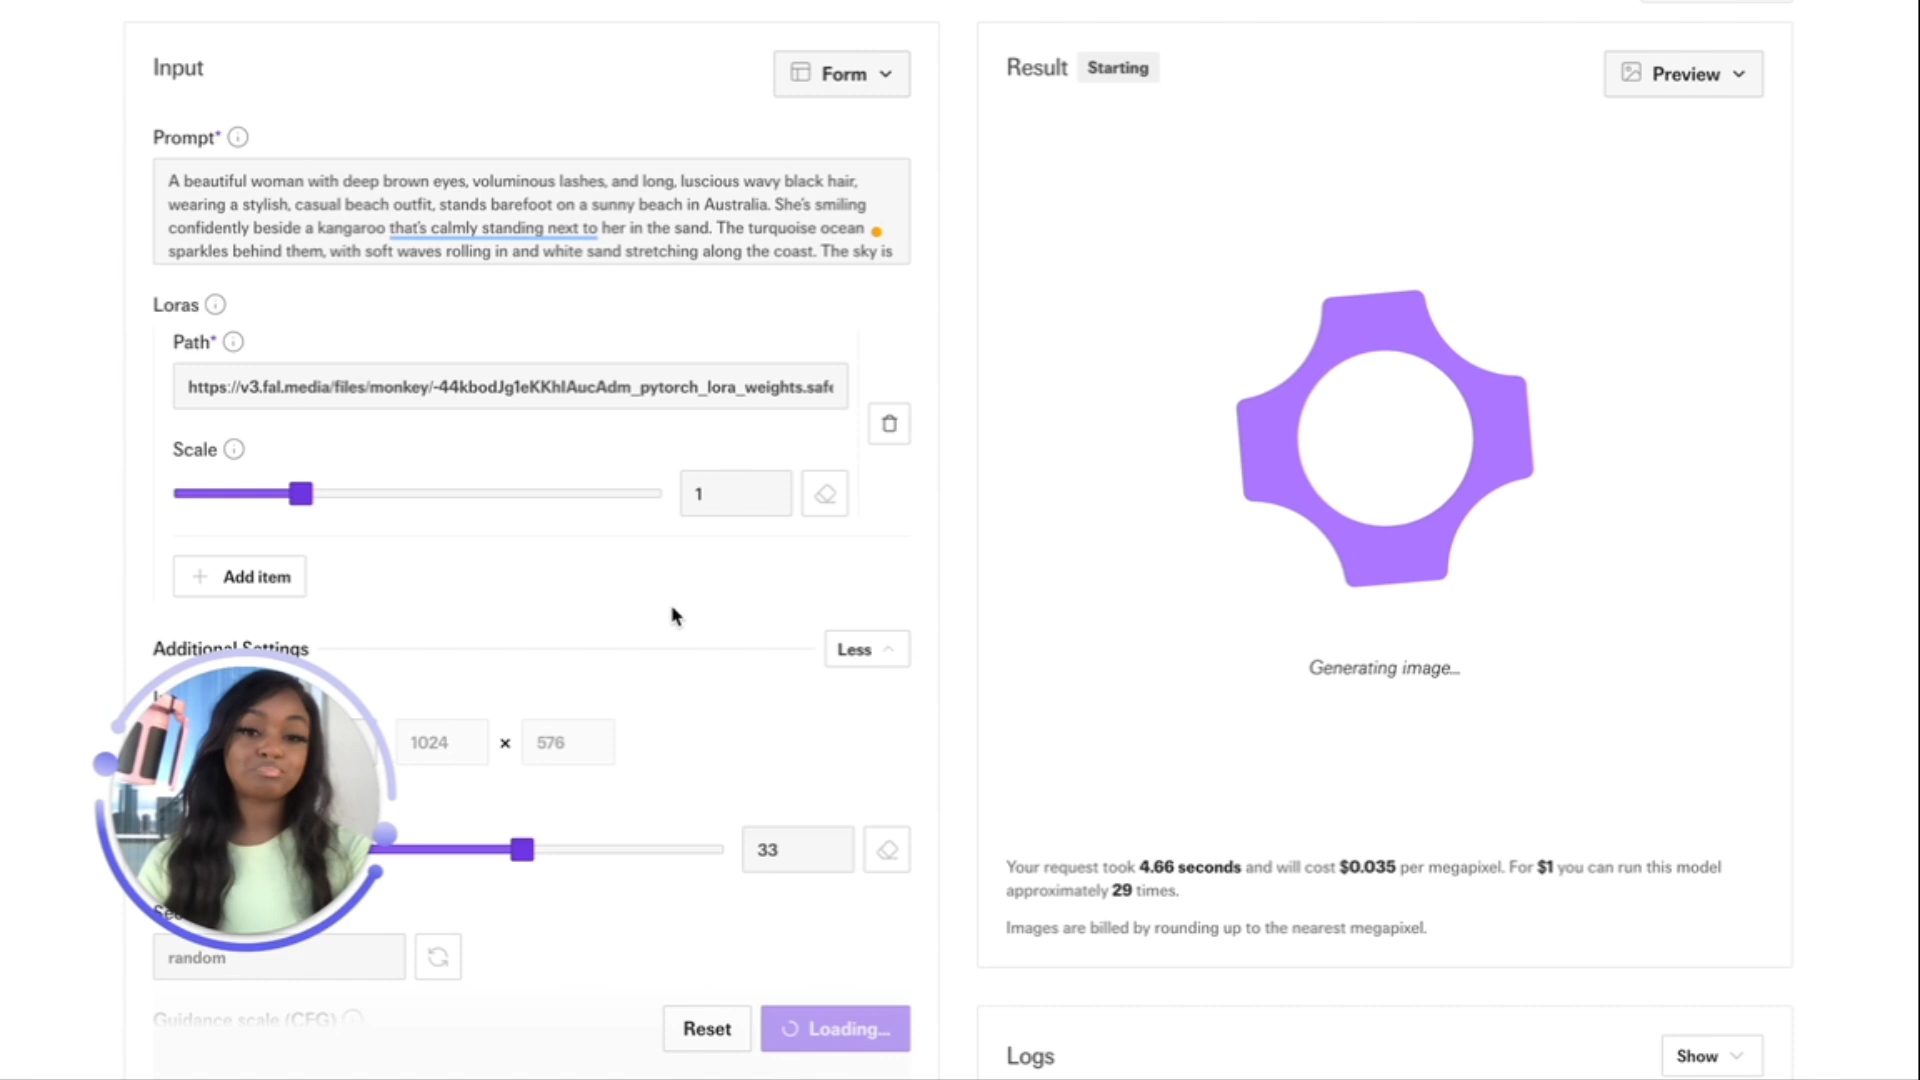 Input
Form
Prompt*
A beautiful woman with deep brown eyes, voluminous lashes, and long, luscious wavy black hair,
wearing a stylish, casual beach outfit, stands barefoot on a sunny beach in Australia. She's smiling
confidently beside a kangaroo that's calmly standing next to her in the sand. The turquoise ocean
sparkles behind them, with soft waves rolling in and white sand stretching along the coast. The sky is
Loras
Path*
https://v3.fal.media/files/monkey/-44kbodJg1eKKhIAucAdm_pytorch_lora_weights.safe
Scale
1
Add item
Additional Settings
Less
1024 × 576
33
random
Guidance scale (CFG)
Reset
Loading...
Result
Starting
Preview
Generating image...
Your request took 4.66 seconds and will cost $0.035 per megapixel. For $1 you can run this model
approximately 29 times.
Images are billed by rounding up to the nearest megapixel.
Logs
Show